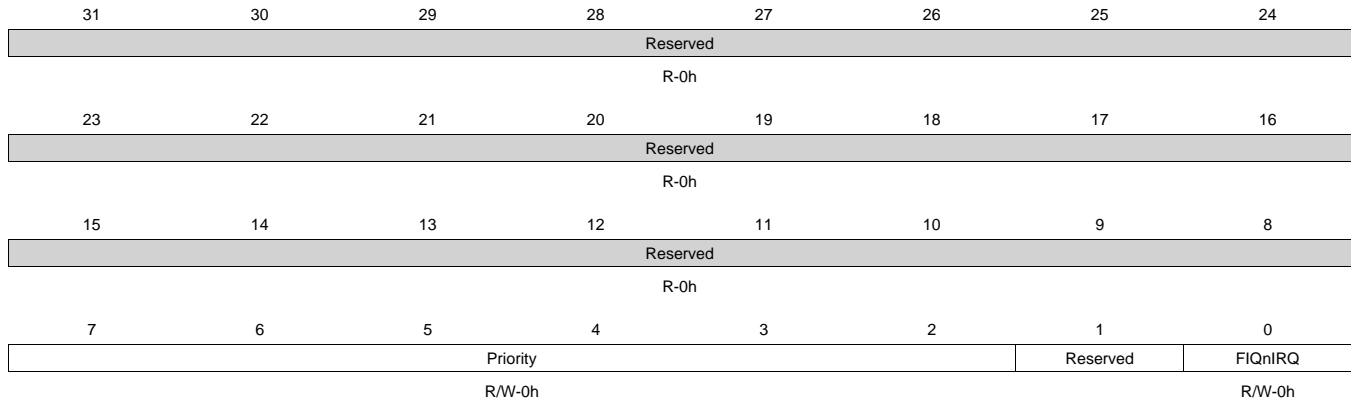 31 30 29 28 27 26 25 24
Reserved
R-0h
23 22 21 20 19 18 17 16
Reserved
R-0h
15 14 13 12 11 10 9 8
Reserved
R-0h
7 6 5 4 3 2 1 0
Priority Reserved FIQnIRQ
R/W-0h R/W-0h